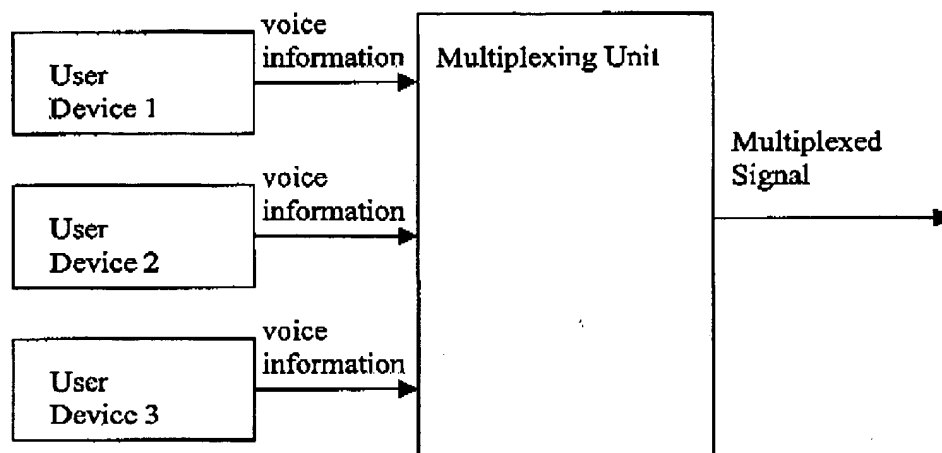 voice
information
User
Device 1
Multiplexing Unit
Multiplexed
Signal
voice
information
User
Device 2
voice
information
User
Device 3